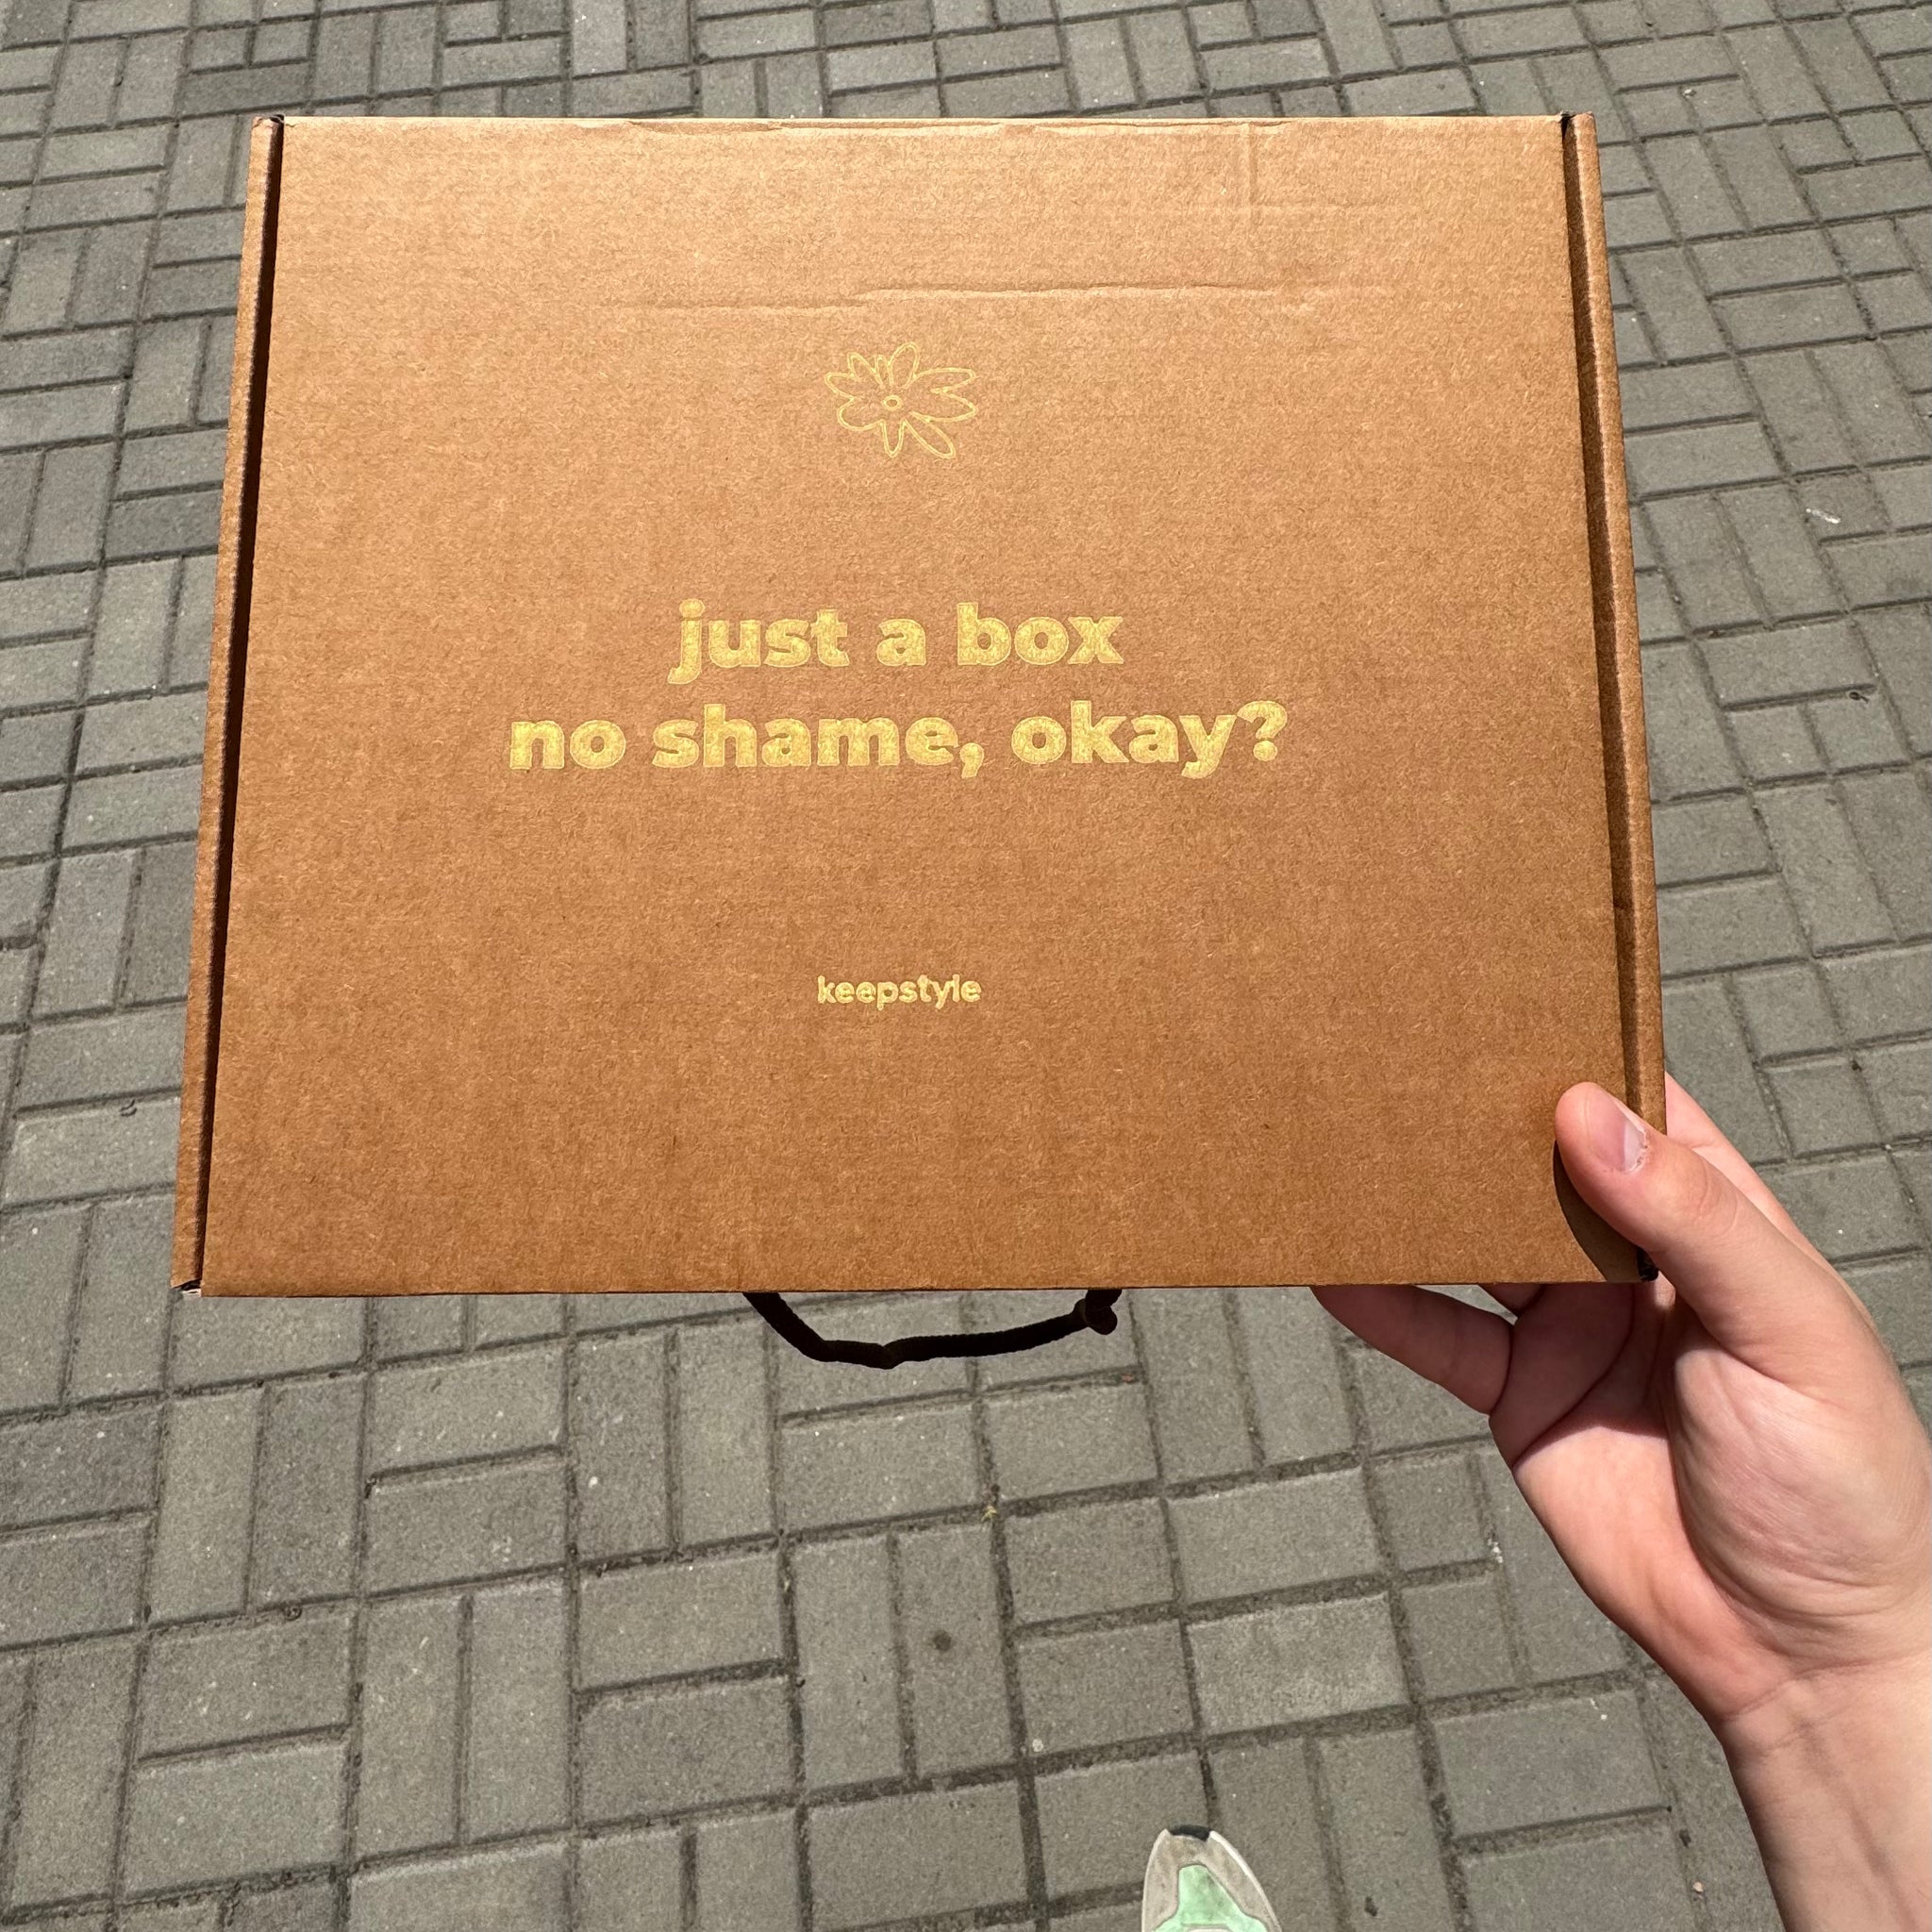 just a box
no shame, okay?
keepstyle